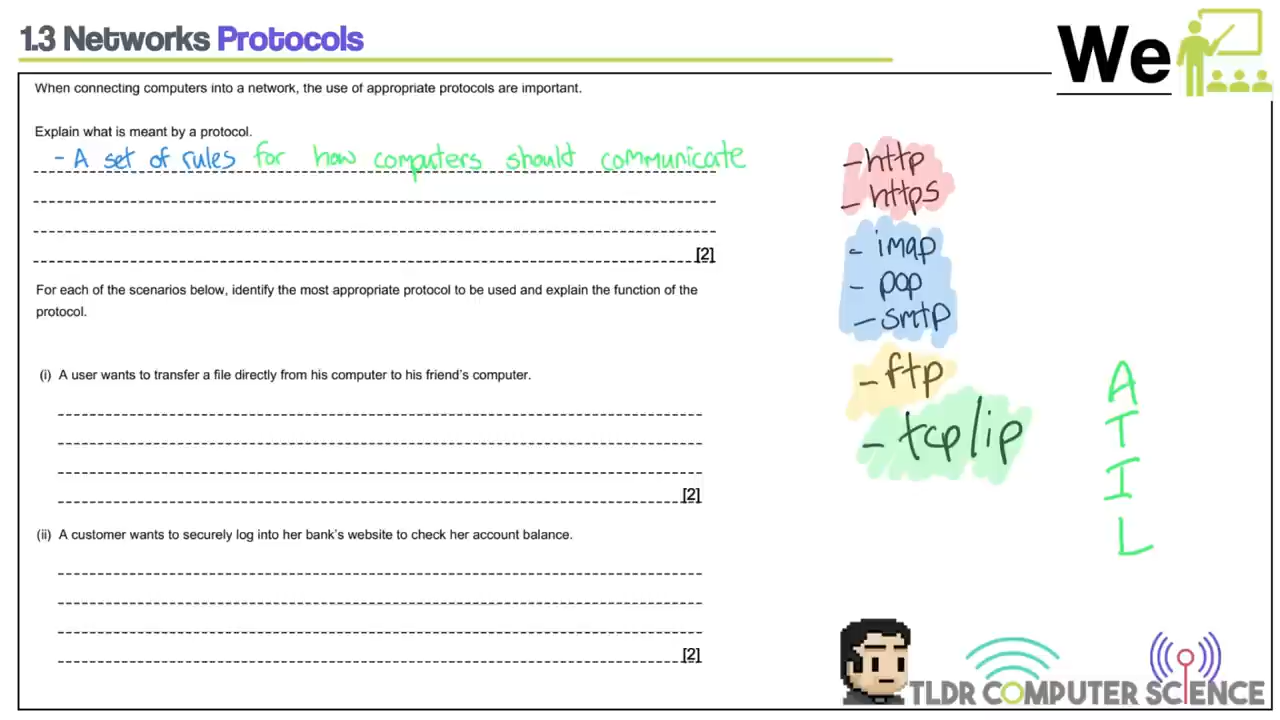 1.3 Networks Protocols
We
When connecting computers into a network, the use of appropriate protocols are important.
Explain what is meant by a protocol.
- A set of rules for how computers should communicate
[2]
For each of the scenarios below, identify the most appropriate protocol to be used and explain the function of the
protocol.
(i) A user wants to transfer a file directly from his computer to his friend's computer.
[2]
(ii) A customer wants to securely log into her bank's website to check her account balance.
[2]
- http
- https
- imap
- pop
- smtp
- ftp
- tcp/ip
A
T
I
L
TLDR COMPUTER SCIENCE